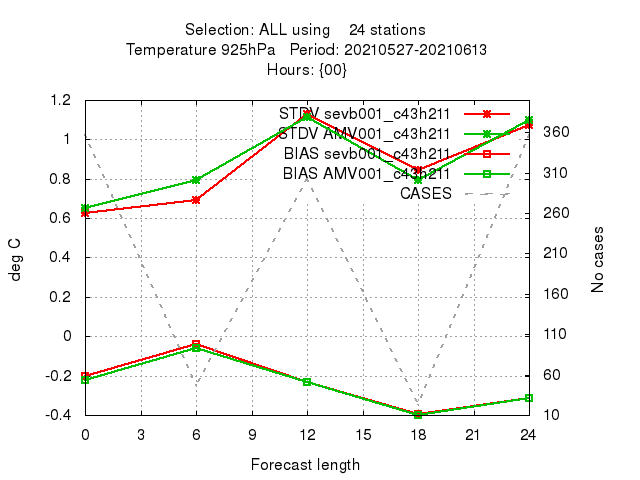 Selection: ALL using    24 stations
Temperature 925hPa   Period: 20210527-20210613
Hours: {00}
STDV sevb001_c43h211
STDV AMV001_c43h211
BIAS sevb001_c43h211
BIAS AMV001_c43h211
CASES
1.2
1
0.8
0.6
0.4
0.2
0
-0.2
-0.4
deg C
360
310
260
210
160
110
60
10
No cases
0 3 6 9 12 15 18 21 24
Forecast length